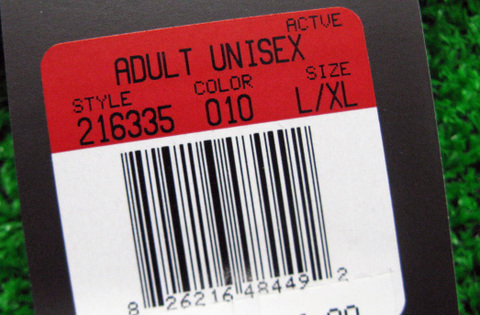 ACTVE
ADULT UNISEX
STYLE COLOR SIZE
216335 010 L/XL
8 26216 48449 2